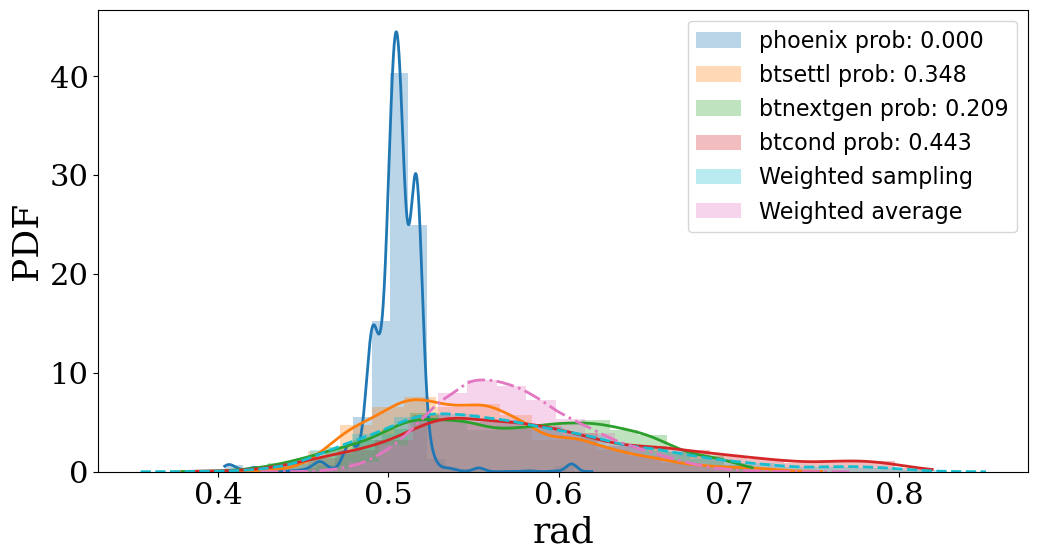 PDF
40
30
20
10
0
0.4 0.5 0.6 0.7 0.8
rad
phoenix prob: 0.000
btsettl prob: 0.348
btnextgen prob: 0.209
btcond prob: 0.443
Weighted sampling
Weighted average